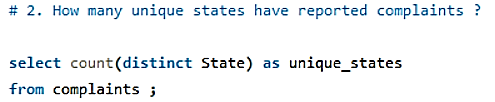 # 2. How many unique states have reported complaints ?
select count(distinct State) as unique_states
from complaints ;